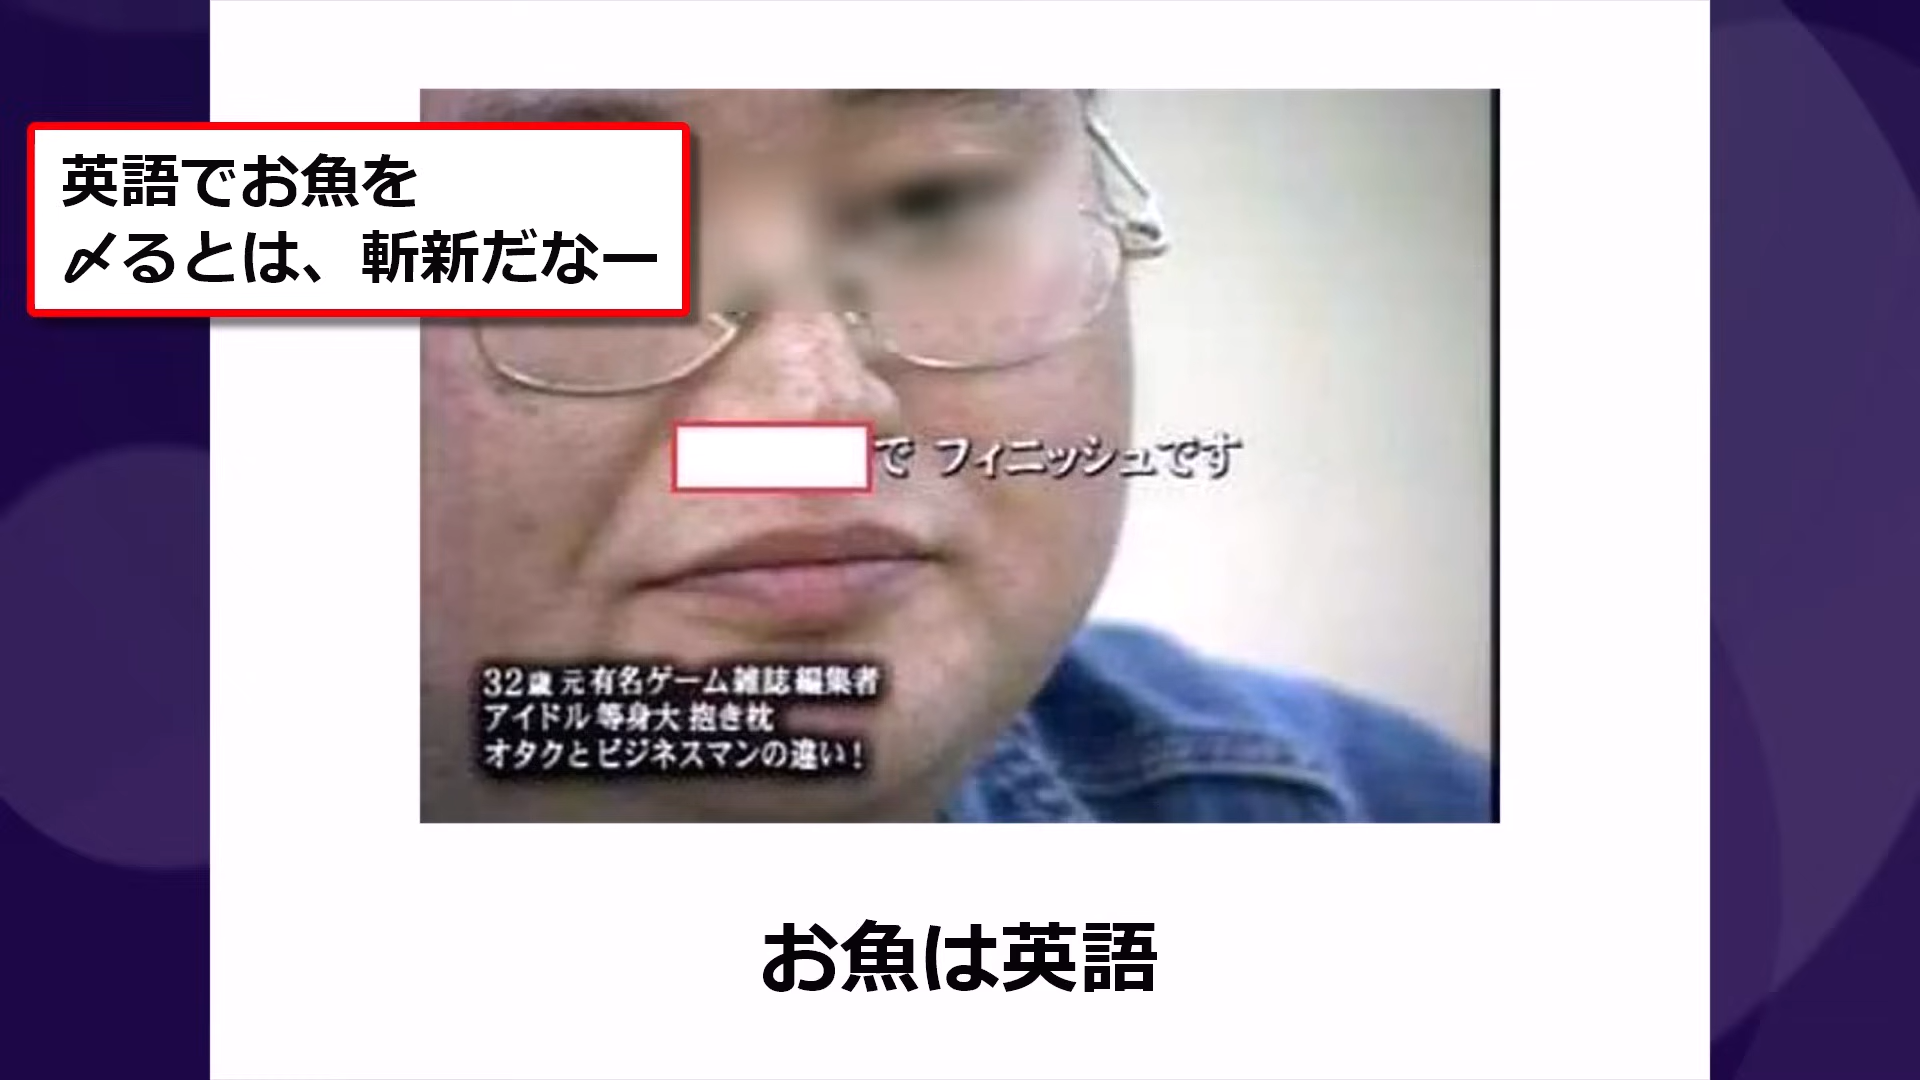 英語でお魚を
〆るとは、斬新だなー
で フィニッシュです
32歳 元有名ゲーム雑誌編集者
アイドル 等身大 抱き枕
オタクとビジネスマンの違い!
お魚は英語